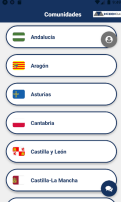 Comunidades
Andalucía
Aragón
Asturias
Cantabria
Castilla y León
Castilla-La Mancha